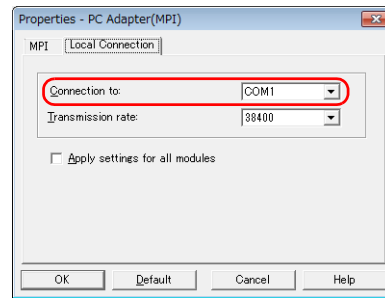 Properties - PC Adapter(MPI)
MPI Local Connection
Connection to: COM1
Transmission rate: 38400
Apply settings for all modules
OK Default Cancel Help